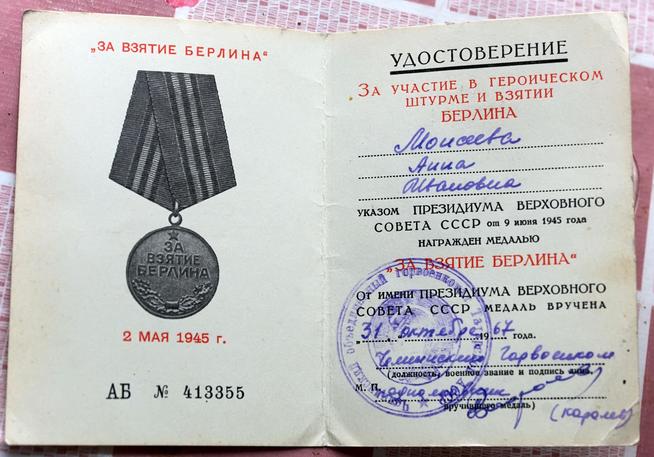 „ЗА ВЗЯТИЕ БЕРЛИНА“
ЗА
ВЗЯТИЕ
БЕРЛИНА
2 МАЯ 1945 г.
АБ № 413355
УДОСТОВЕРЕНИЕ
ЗА УЧАСТИЕ В ГЕРОИЧЕСКОМ
ШТУРМЕ И ВЗЯТИИ
БЕРЛИНА
Моисеева
Анна
Ивановна
УКАЗОМ ПРЕЗИДИУМА ВЕРХОВНОГО
СОВЕТА СССР от 9 июня 1945 года
НАГРАЖДЕН МЕДАЛЬЮ
„ЗА ВЗЯТИЕ БЕРЛИНА“
ОТ ИМЕНИ ПРЕЗИДИУМА ВЕРХОВНОГО
СОВЕТА СССР МЕДАЛЬ ВРУЧЕНА
"31" октября 1967 года.
(должность, военное звание и подпись лица,
М. П.
вручившего медаль)